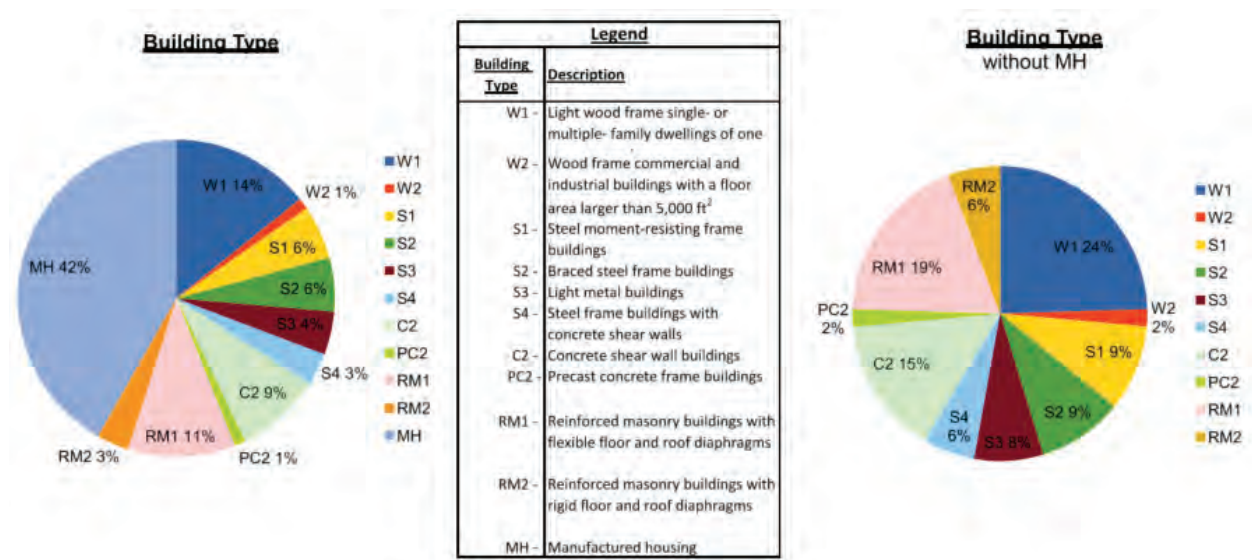 Building Type
W1 14%
W2 1%
S1 6%
S2 6%
S3 4%
S4 3%
C2 9%
PC2 1%
RM1 11%
RM2 3%
MH 42%
W1
W2
S1
S2
S3
S4
C2
PC2
RM1
RM2
MH
Legend
Building Type
Description
W1 - Light wood frame single- or
multiple- family dwellings of one
W2 - Wood frame commercial and
industrial buildings with a floor
area larger than 5,000 ft²
S1 - Steel moment-resisting frame
buildings
S2 - Braced steel frame buildings
S3 - Light metal buildings
S4 - Steel frame buildings with
concrete shear walls
C2 - Concrete shear wall buildings
PC2 - Precast concrete frame buildings
RM1 - Reinforced masonry buildings with
flexible floor and roof diaphragms
RM2 - Reinforced masonry buildings with
rigid floor and roof diaphragms
MH - Manufactured housing
Building Type
without MH
W1 24%
W2
2%
S1 9%
S2 9%
S3 8%
S4
6%
C2 15%
PC2
2%
RM1 19%
RM2
6%
W1
W2
S1
S2
S3
S4
C2
PC2
RM1
RM2